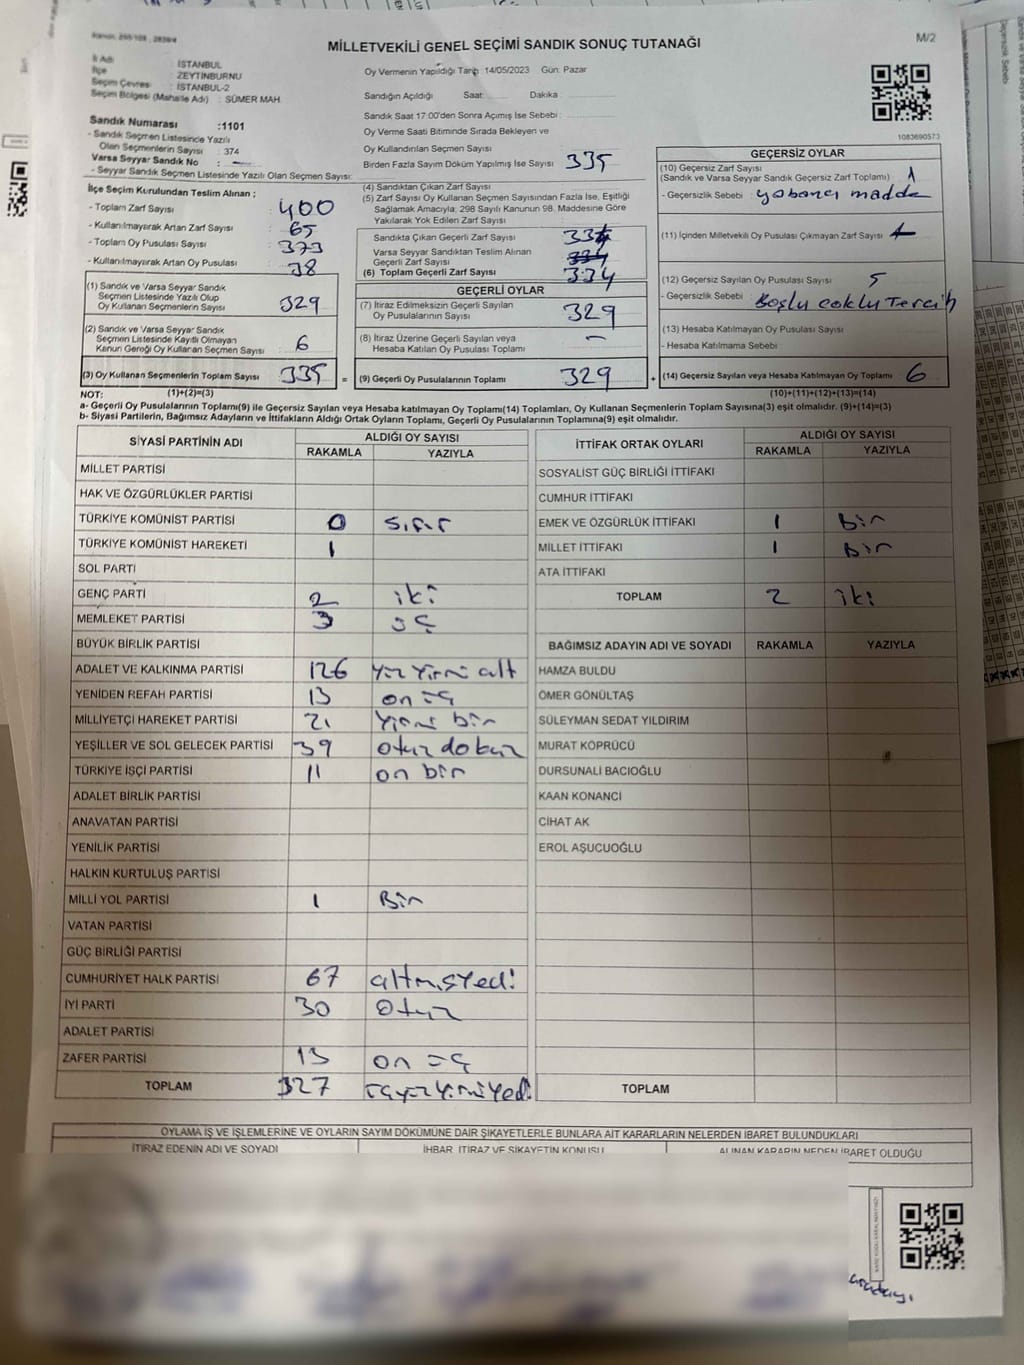 MİLLETVEKİLİ GENEL SEÇİMİ SANDIK SONUÇ TUTANAĞI
M/2
İl Adı : İSTANBUL
İlçe : ZEYTİNBURNU
Seçim Çevresi : İSTANBUL-2
Seçim Bölgesi (Mahalle Adı) : SÜMER MAH.
Oy Vermenin Yapıldığı Tarih 14/05/2023 Gün: Pazar
Sandığın Açıldığı Saat: Dakika
Sandık Saat 17:00'den Sonra Açılmış İse Sebebi :
Oy Verme Saati Bitiminde Sırada Bekleyen ve
Oy Kullandırılan Seçmen Sayısı
Birden Fazla Sayım Döküm Yapılmış İse Sayısı
335
1083690573
Sandık Numarası :1101
- Sandık Seçmen Listesinde Yazılı
Olan Seçmenlerin Sayısı : 374
Varsa Seyyar Sandık No :
- Seyyar Sandık Seçmen Listesinde Yazılı Olan Seçmen Sayısı:
İlçe Seçim Kurulundan Teslim Alınan ;
- Toplam Zarf Sayısı : 400
- Kullanılmayarak Artan Zarf Sayısı : 65
- Toplam Oy Pusulası Sayısı : 373
- Kullanılmayarak Artan Oy Pusulası : 38
(1) Sandık ve Varsa Seyyar Sandık
Seçmen Listesinde Yazılı Olup
Oy Kullanan Seçmenlerin Sayısı 329
(2) Sandık ve Varsa Seyyar Sandık
Seçmen Listesinde Kayıtlı Olmayan
Kanun Gereği Oy Kullanan Seçmen Sayısı 6
(3) Oy Kullanan Seçmenlerin Toplam Sayısı 335 =
(4) Sandıktan Çıkan Zarf Sayısı
(5) Zarf Sayısı Oy Kullanan Seçmen Sayısından Fazla İse, Eşitliği
Sağlamak Amacıyla; 298 Sayılı Kanunun 98. Maddesine Göre
Yakılarak Yok Edilen Zarf Sayısı
Sandıkta Çıkan Geçerli Zarf Sayısı 334
Varsa Seyyar Sandıktan Teslim Alınan
Geçerli Zarf Sayısı
(6) Toplam Geçerli Zarf Sayısı 334
GEÇERLİ OYLAR
(7) İtiraz Edilmeksizin Geçerli Sayılan
Oy Pusulalarının Sayısı 329
(8) İtiraz Üzerine Geçerli Sayılan veya
Hesaba Katılan Oy Pusulası Toplamı -
(9) Geçerli Oy Pusulalarının Toplamı 329 +
GEÇERSİZ OYLAR
(10) Geçersiz Zarf Sayısı
(Sandık ve Varsa Seyyar Sandık Geçersiz Zarf Toplamı) 1
- Geçersizlik Sebebi : yabancı madde
(11) İçinden Milletvekili Oy Pusulası Çıkmayan Zarf Sayısı
(12) Geçersiz Sayılan Oy Pusulası Sayısı 5
- Geçersizlik Sebebi : Boşlu çoklu Tercih
(13) Hesaba Katılmayan Oy Pusulası Sayısı
- Hesaba Katılmama Sebebi
(14) Geçersiz Sayılan veya Hesaba Katılmayan Oy Toplamı 6
NOT: (1)+(2)=(3) (10)+(11)+(12)+(13)=(14)
a- Geçerli Oy Pusulalarının Toplamı(9) ile Geçersiz Sayılan veya Hesaba katılmayan Oy Toplamı(14) Toplamları, Oy Kullanan Seçmenlerin Toplam Sayısına(3) eşit olmalıdır. (9)+(14)=(3)
b- Siyasi Partilerin, Bağımsız Adayların ve İttifakların Aldığı Ortak Oyların Toplamı, Geçerli Oy Pusulalarının Toplamına(9) eşit olmalıdır.
SİYASİ PARTİNİN ADI ALDIĞI OY SAYISI
RAKAMLA YAZIYLA
MİLLET PARTİSİ
HAK VE ÖZGÜRLÜKLER PARTİSİ
TÜRKİYE KOMÜNİST PARTİSİ 0 sıfır
TÜRKİYE KOMÜNİST HAREKETİ 1
SOL PARTİ
GENÇ PARTİ 2 iki
MEMLEKET PARTİSİ 3 üç
BÜYÜK BİRLİK PARTİSİ
ADALET VE KALKINMA PARTİSİ 126 yüz yirmi alt
YENİDEN REFAH PARTİSİ 13 on üç
MİLLİYETÇİ HAREKET PARTİSİ 21 yirmi bir
YEŞİLLER VE SOL GELECEK PARTİSİ 39 otuz dokuz
TÜRKİYE İŞÇİ PARTİSİ 11 on bir
ADALET BİRLİK PARTİSİ
ANAVATAN PARTİSİ
YENİLİK PARTİSİ
HALKIN KURTULUŞ PARTİSİ
MİLLİ YOL PARTİSİ 1 Bir
VATAN PARTİSİ
GÜÇ BİRLİĞİ PARTİSİ
CUMHURİYET HALK PARTİSİ 67 altmışyedi
İYİ PARTİ 30 otuz
ADALET PARTİSİ
ZAFER PARTİSİ 13 on üç
TOPLAM 327 üçyüzyirmiyedi
İTTİFAK ORTAK OYLARI ALDIĞI OY SAYISI
RAKAMLA YAZIYLA
SOSYALİST GÜÇ BİRLİĞİ İTTİFAKI
CUMHUR İTTİFAKI
EMEK VE ÖZGÜRLÜK İTTİFAKI 1 Bir
MİLLET İTTİFAKI 1 Bir
ATA İTTİFAKI
TOPLAM 2 iki
BAĞIMSIZ ADAYIN ADI VE SOYADI RAKAMLA YAZIYLA
HAMZA BULDU
ÖMER GÖNÜLTAŞ
SÜLEYMAN SEDAT YILDIRIM
MURAT KÖPRÜCÜ
DURSUNALİ BACIOĞLU
KAAN KONANCİ
CİHAT AK
EROL AŞUCUOĞLU
TOPLAM
OYLAMA İŞ VE İŞLEMLERİNE VE OYLARIN SAYIM DÖKÜMÜNE DAİR ŞİKAYETLERLE BUNLARA AİT KARARLARIN NELERDEN İBARET BULUNDUKLARI
İTİRAZ EDENİN ADI VE SOYADI İHBAR, İTİRAZ VE ŞİKAYETİN KONUSU ALINAN KARARIN NEDEN İBARET OLDUĞU